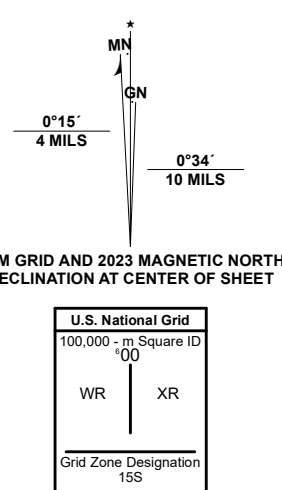 ★
MN
GN
0°15´
4 MILS
0°34´
10 MILS
M GRID AND 2023 MAGNETIC NORTH
ECLINATION AT CENTER OF SHEET
U.S. National Grid
100,000 - m Square ID
⁶00
WR XR
Grid Zone Designation
15S